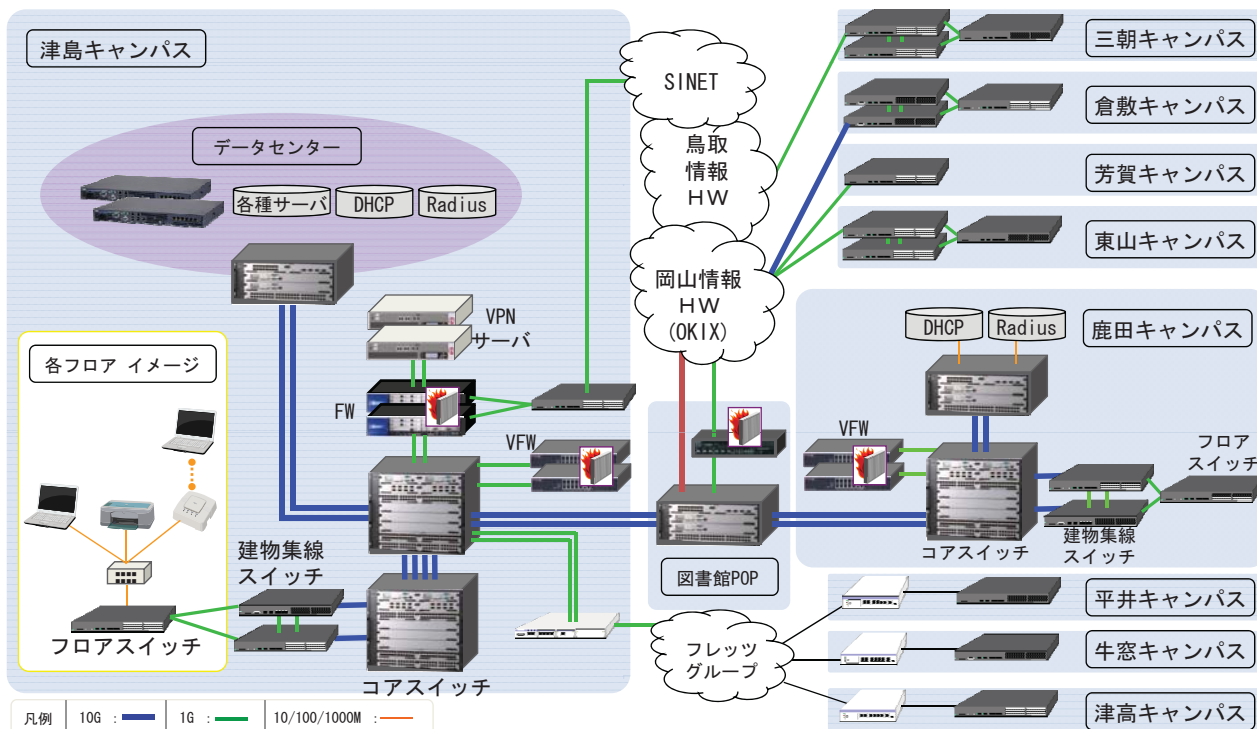 津島キャンパス
データセンター
各種サーバ
DHCP
Radius
VPN
サーバ
FW
VFW
各フロア イメージ
建物集線
スイッチ
フロアスイッチ
コアスイッチ
凡例
10G :
1G :
10/100/1000M :
SINET
鳥取
情報
HW
岡山情報
HW
(OKIX)
図書館POP
フレッツ
グループ
三朝キャンパス
倉敷キャンパス
芳賀キャンパス
東山キャンパス
鹿田キャンパス
DHCP
Radius
VFW
フロア
スイッチ
コアスイッチ
建物集線
スイッチ
平井キャンパス
牛窓キャンパス
津高キャンパス